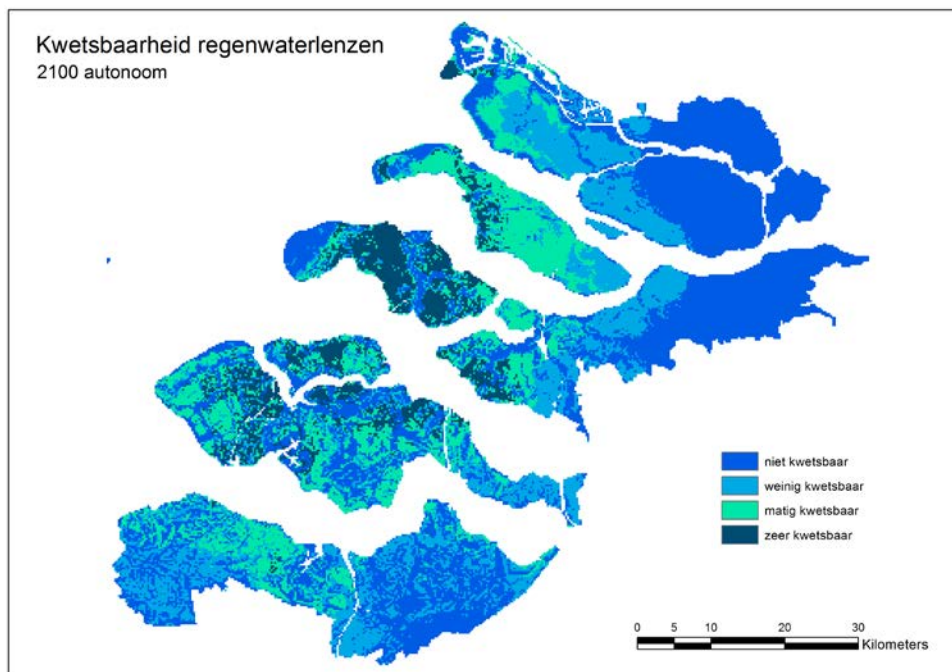 Kwetsbaarheid regenwaterlenzen
2100 autonoom
niet kwetsbaar
weinig kwetsbaar
matig kwetsbaar
zeer kwetsbaar
0 5 10 20 30
Kilometers